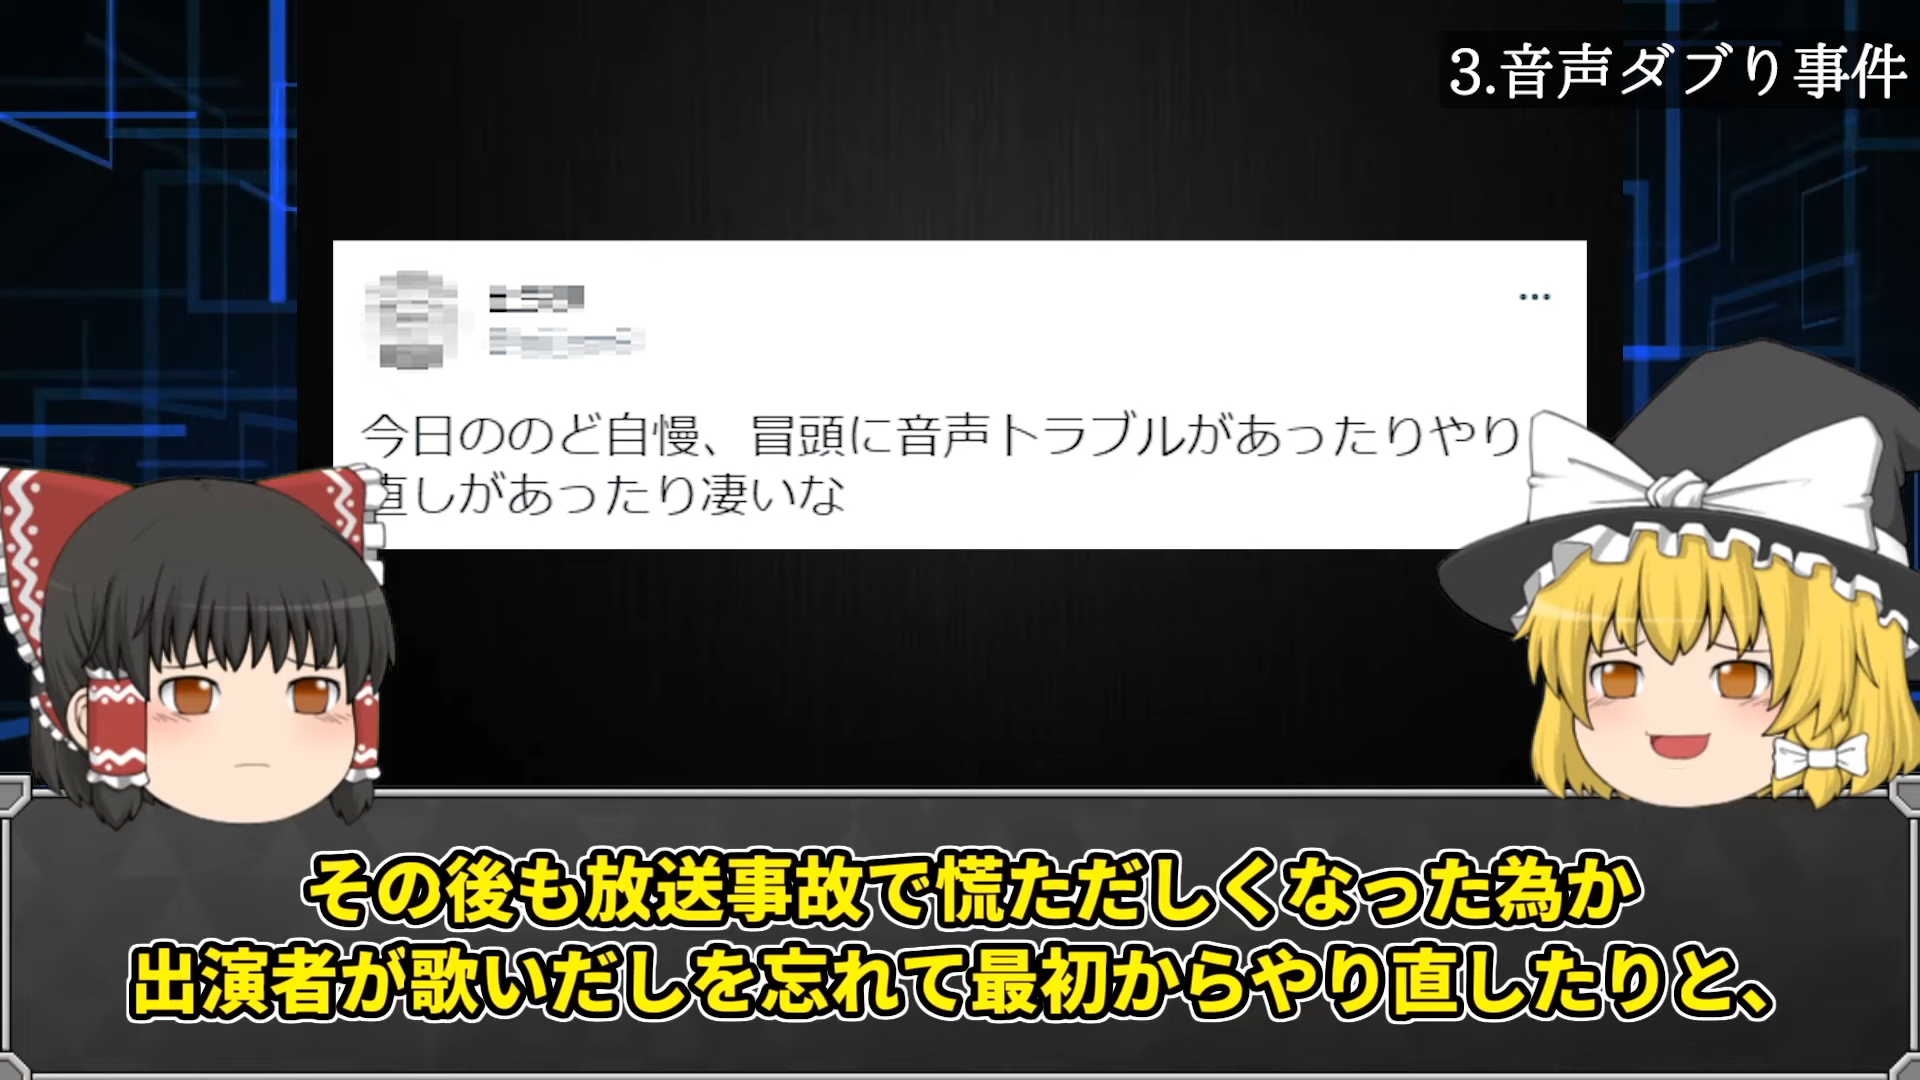 3.音声ダブり事件
今日ののど自慢、冒頭に音声トラブルがあったりやり
直しがあったり凄いな
その後も放送事故で慌ただしくなった為か
出演者が歌いだしを忘れて最初からやり直したりと、